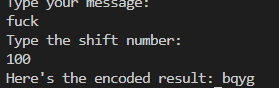 Type your message:
fuck
Type the shift number:
100
Here's the encoded result: bqyg